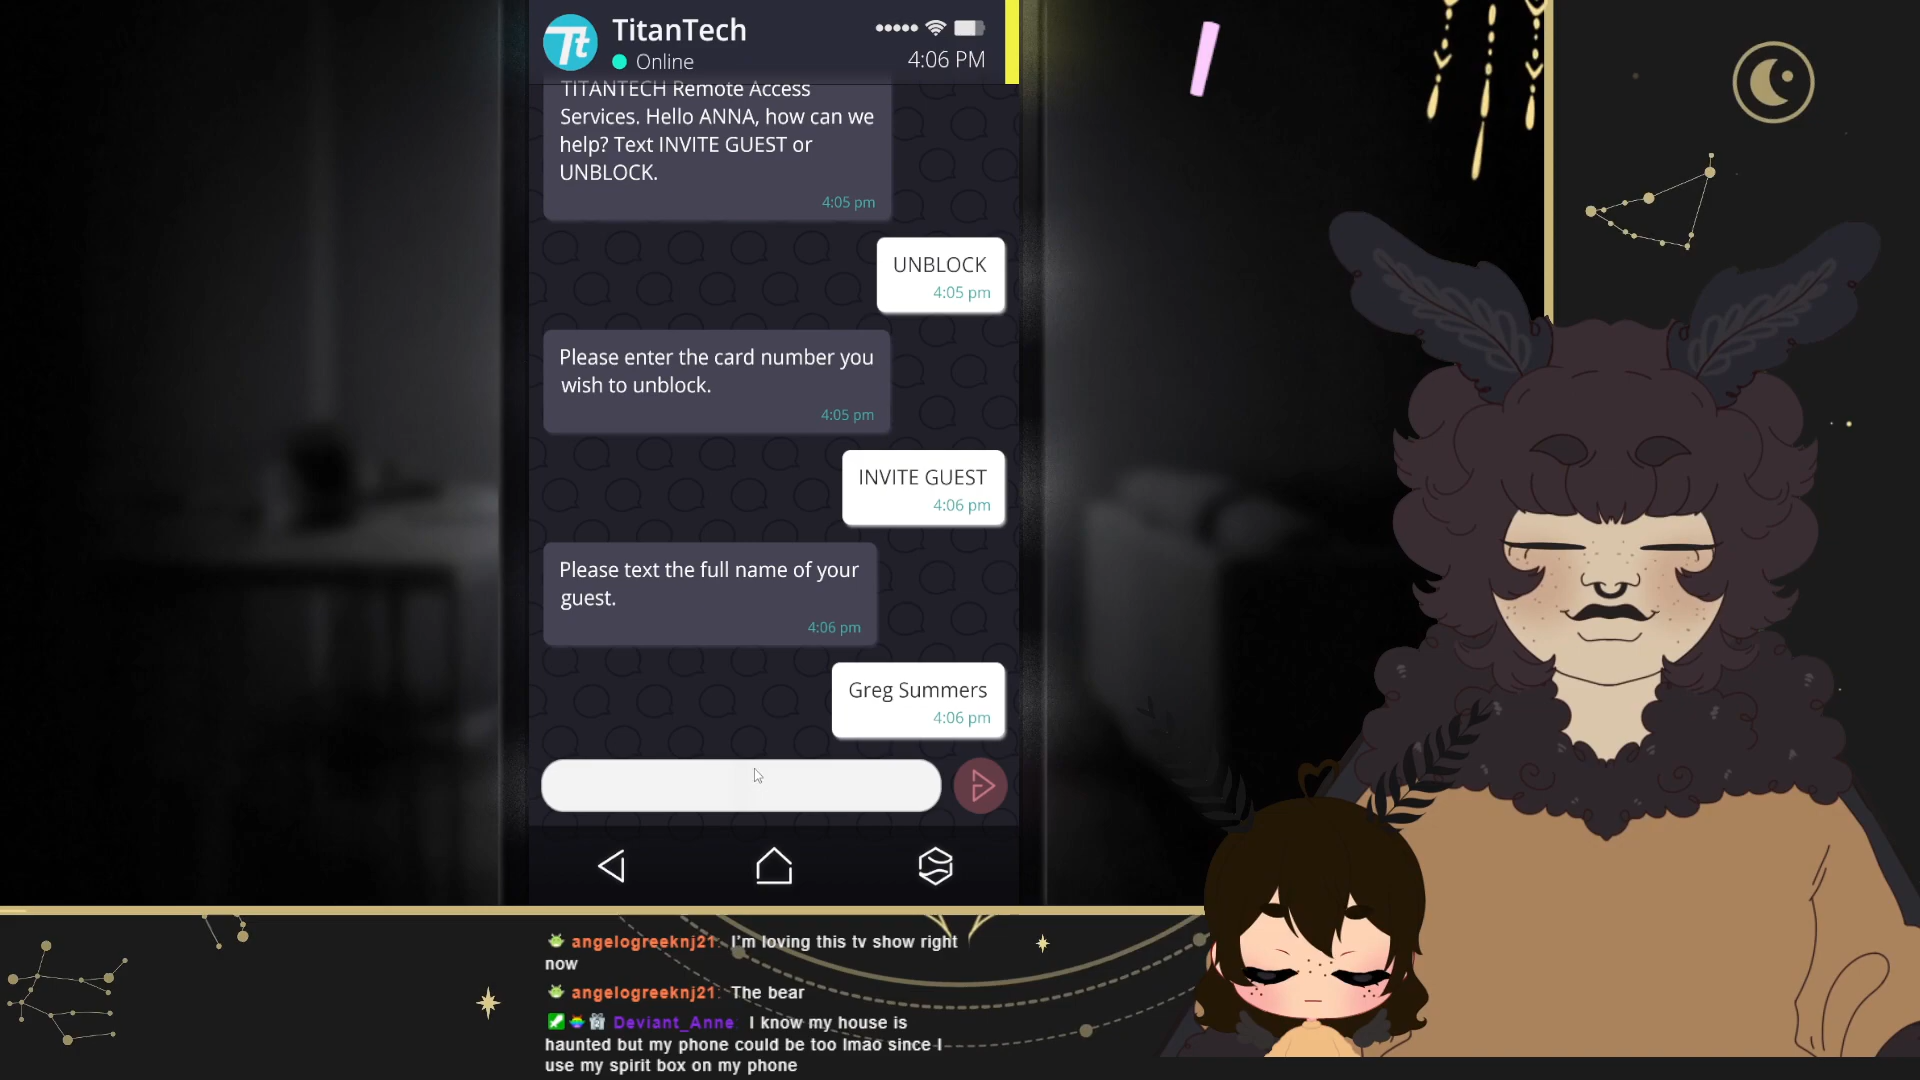 Tt
TitanTech
Online
4:06 PM
TITANTECH Remote Access
Services. Hello ANNA, how can we
help? Text INVITE GUEST or
UNBLOCK.
4:05 pm
UNBLOCK
4:05 pm
Please enter the card number you
wish to unblock.
4:05 pm
INVITE GUEST
4:06 pm
Please text the full name of your
guest.
4:06 pm
Greg Summers
4:06 pm
angelogreeknj21: I'm loving this tv show right
now
angelogreeknj21: The bear
Deviant_Anne: I know my house is
haunted but my phone could be too lmao since I
use my spirit box on my phone